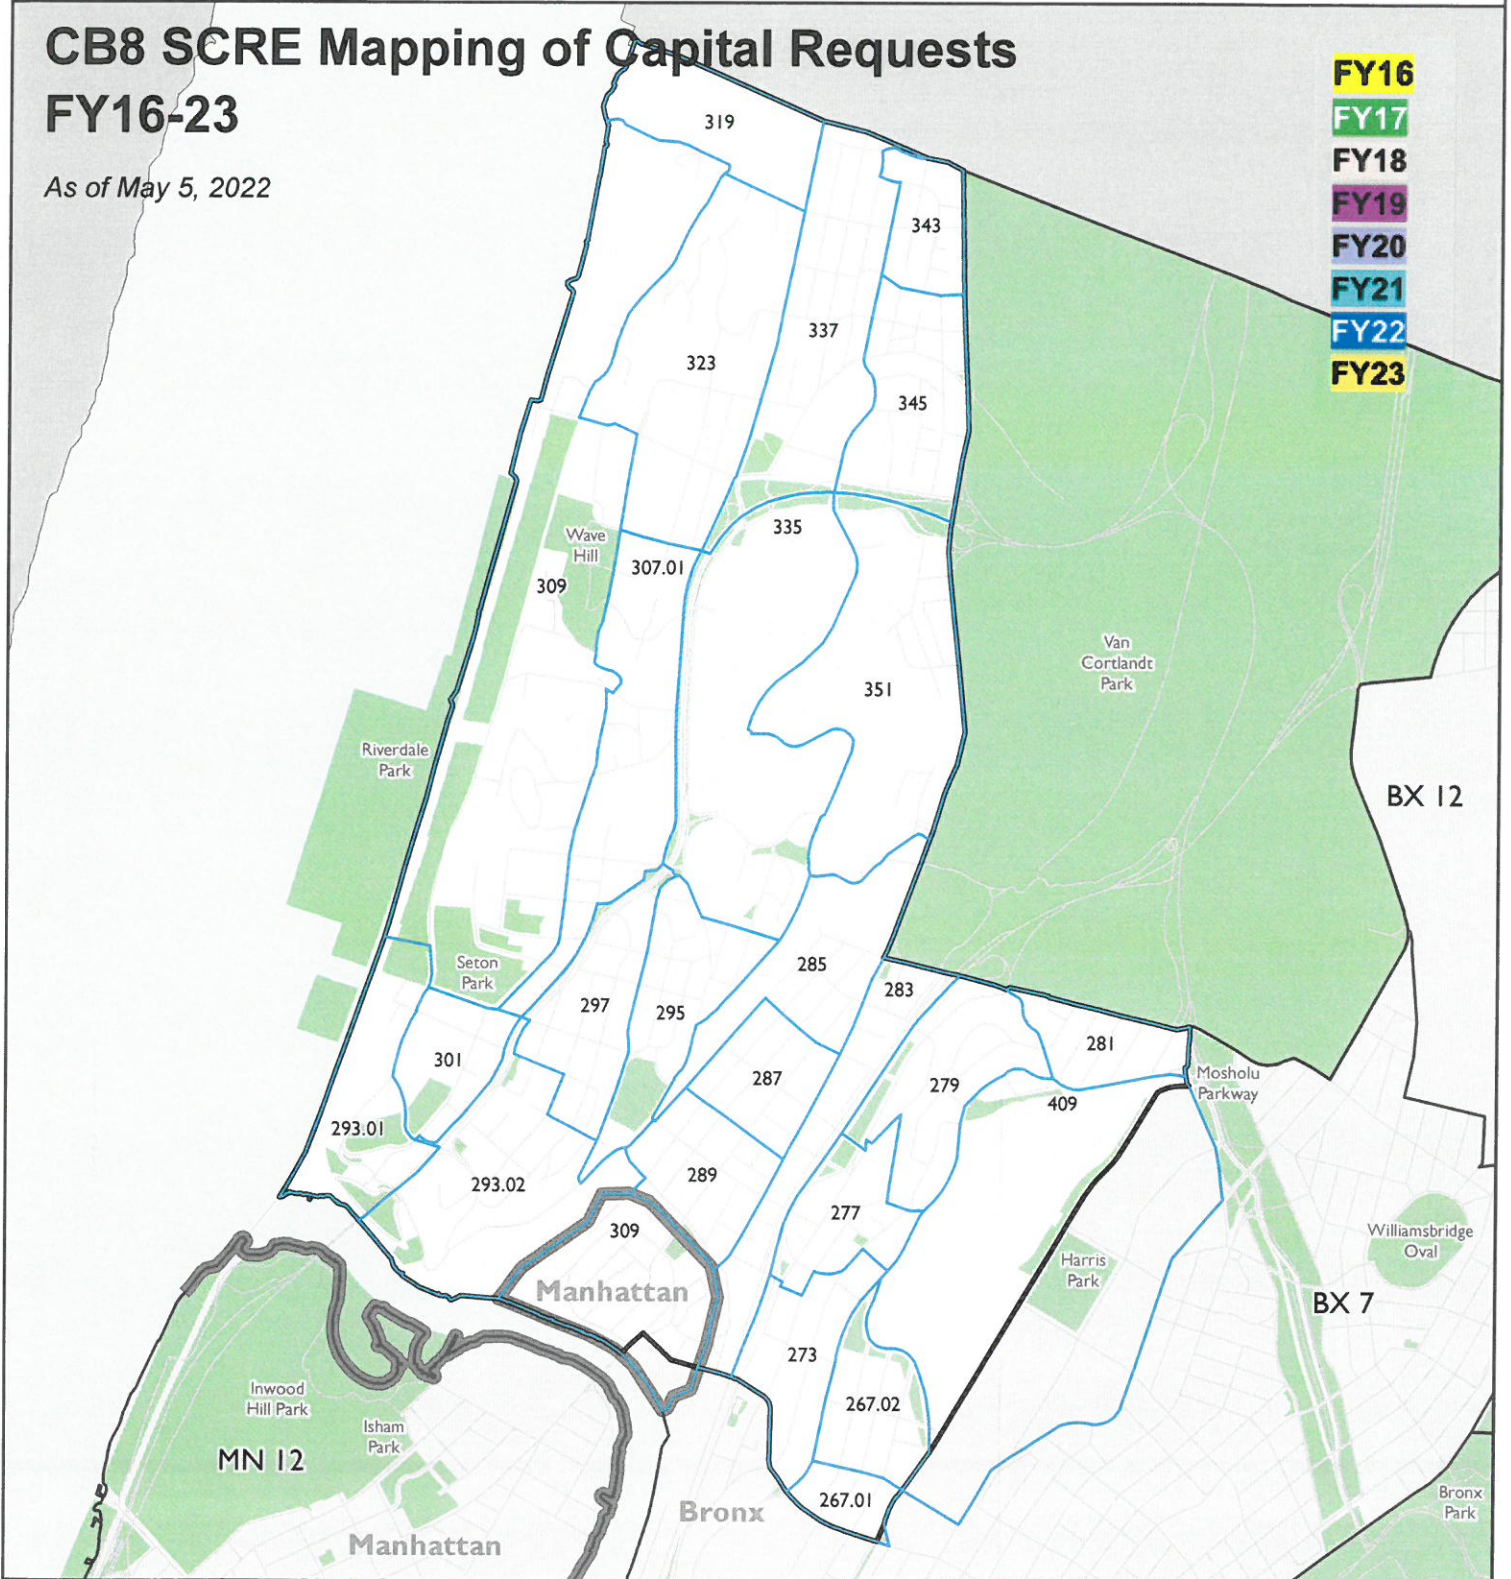 CB8 SCRE Mapping of Capital Requests
FY16-23
As of May 5, 2022
FY16
FY17
FY18
FY19
FY20
FY21
FY22
FY23
319
343
337
323
345
335
Wave
Hill
307.01
309
Van
Cortlandt
Park
351
Riverdale
Park
BX 12
Seton
Park
285
283
297
295
301
281
287
279
Mosholu
Parkway
409
293.01
289
293.02
277
309
Williamsbridge
Oval
Harris
Park
Manhattan
BX 7
273
Inwood
Hill Park
267.02
Isham
Park
MN 12
267.01
Bronx
Bronx
Park
Manhattan